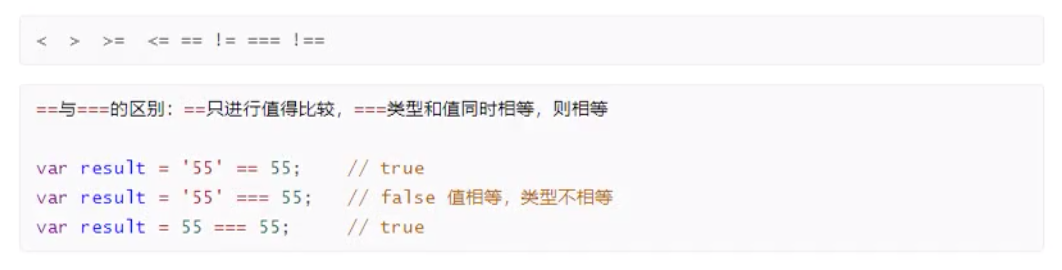 <  >  >=  <= == != === !==
==与===的区别：==只进行值得比较，===类型和值同时相等，则相等
var result = '55' == 55;    // true
var result = '55' === 55;   // false 值相等，类型不相等
var result = 55 === 55;     // true